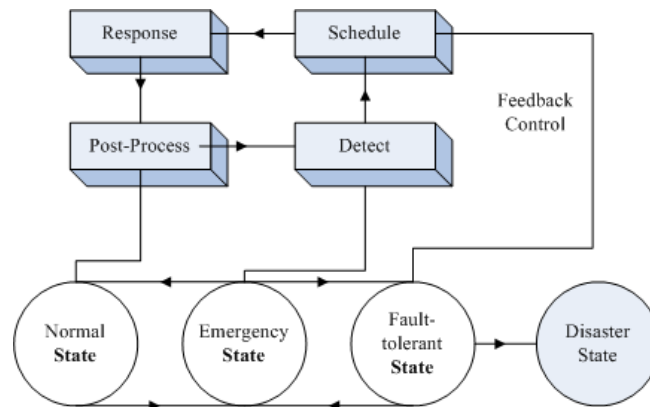 Response
Schedule
Feedback
Control
Post-Process
Detect
Normal
State
Emergency
State
Fault-
tolerant
State
Disaster
State